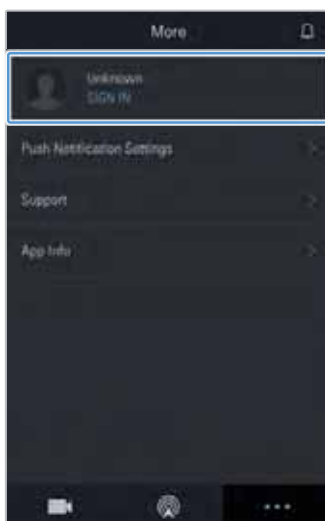 More
Unknown
SIGN IN
Push Notification Settings
Support
App Info